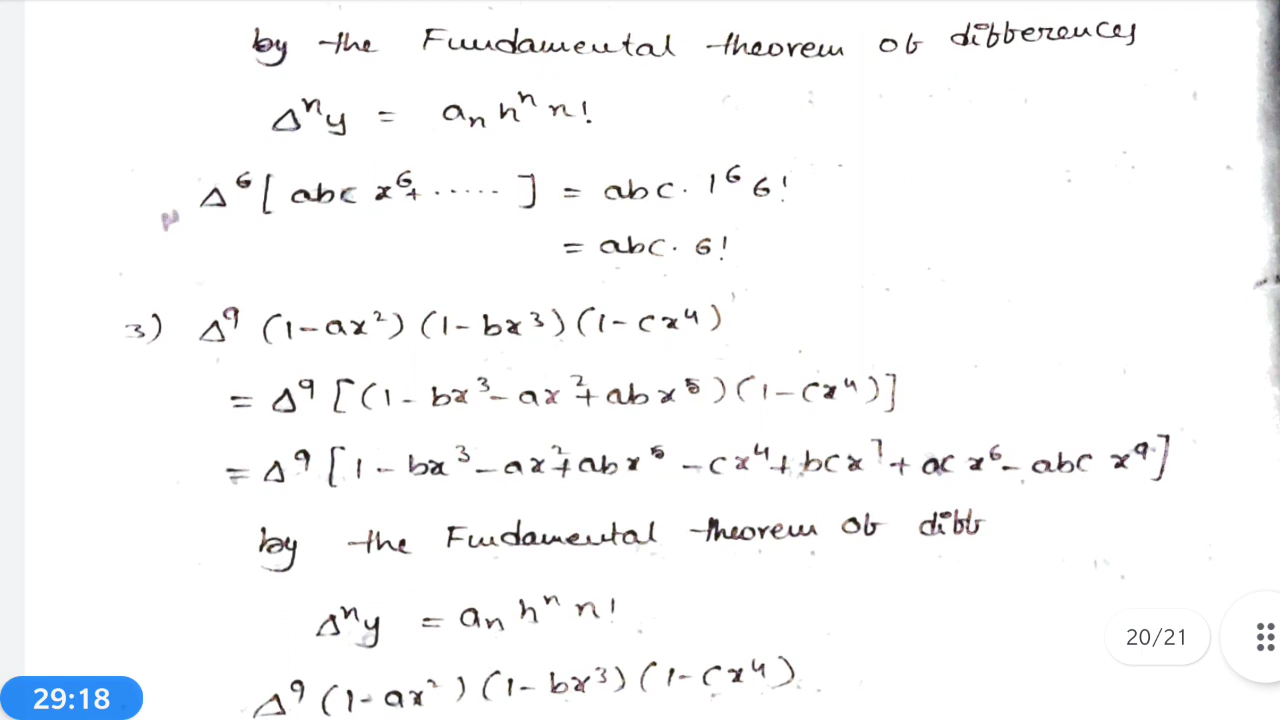 by the Fundamental theorem of differences
Δⁿy = aₙ hⁿ n!
Δ⁶ [ abc x⁶+ ...... ] = abc. 1⁶ 6!
= abc. 6!
3) Δ⁹ (1-ax²) (1-bx³) (1-cx⁴)
= Δ⁹ [(1- bx³- ax²+ abx⁵) (1-cx⁴)]
= Δ⁹ [1- bx³-ax²+abx⁵ -cx⁴+ bcx⁷+ ac x⁶- abc x⁹]
by the Fundamental theorem of diff
Δⁿy = aₙ hⁿ n!
20/21
Δ⁹ (1-ax²) (1-bx³) (1-cx⁴)
29:18